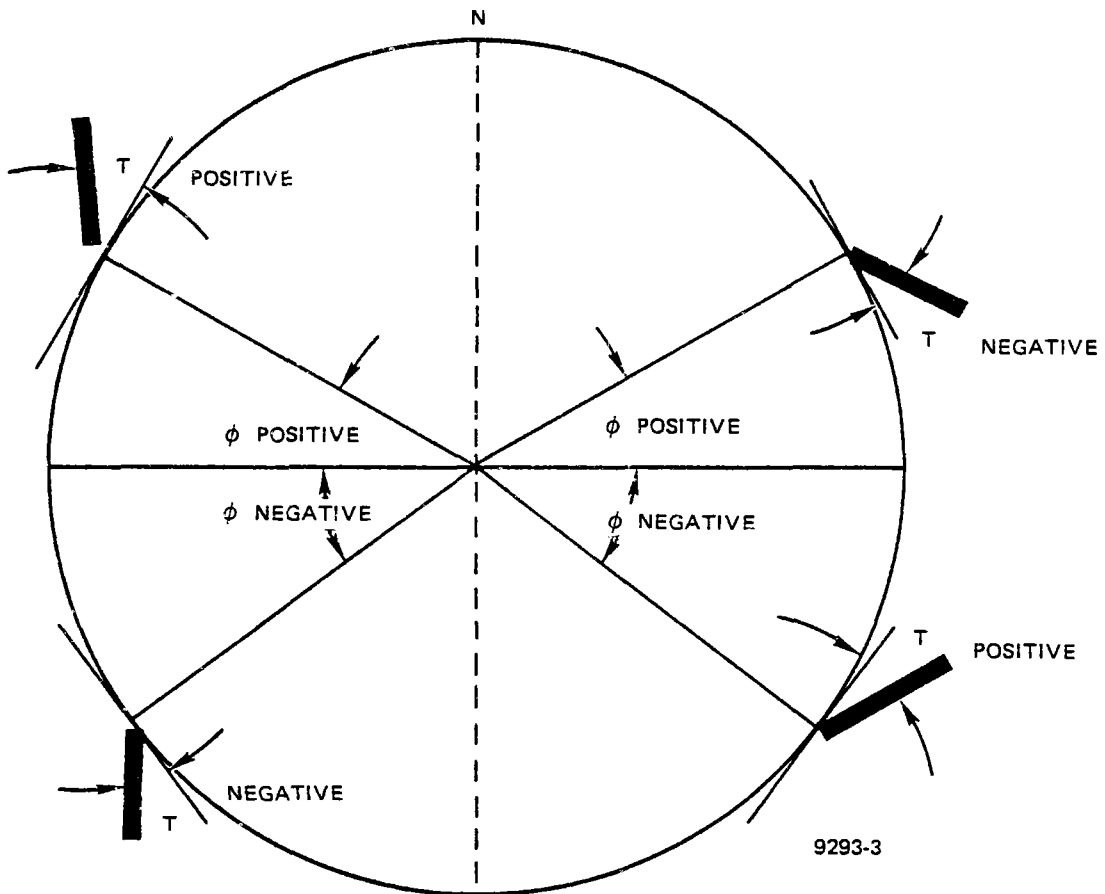 N
T
POSITIVE
T
NEGATIVE
ϕ POSITIVE
ϕ POSITIVE
ϕ NEGATIVE
ϕ NEGATIVE
T
POSITIVE
NEGATIVE
T
9293-3